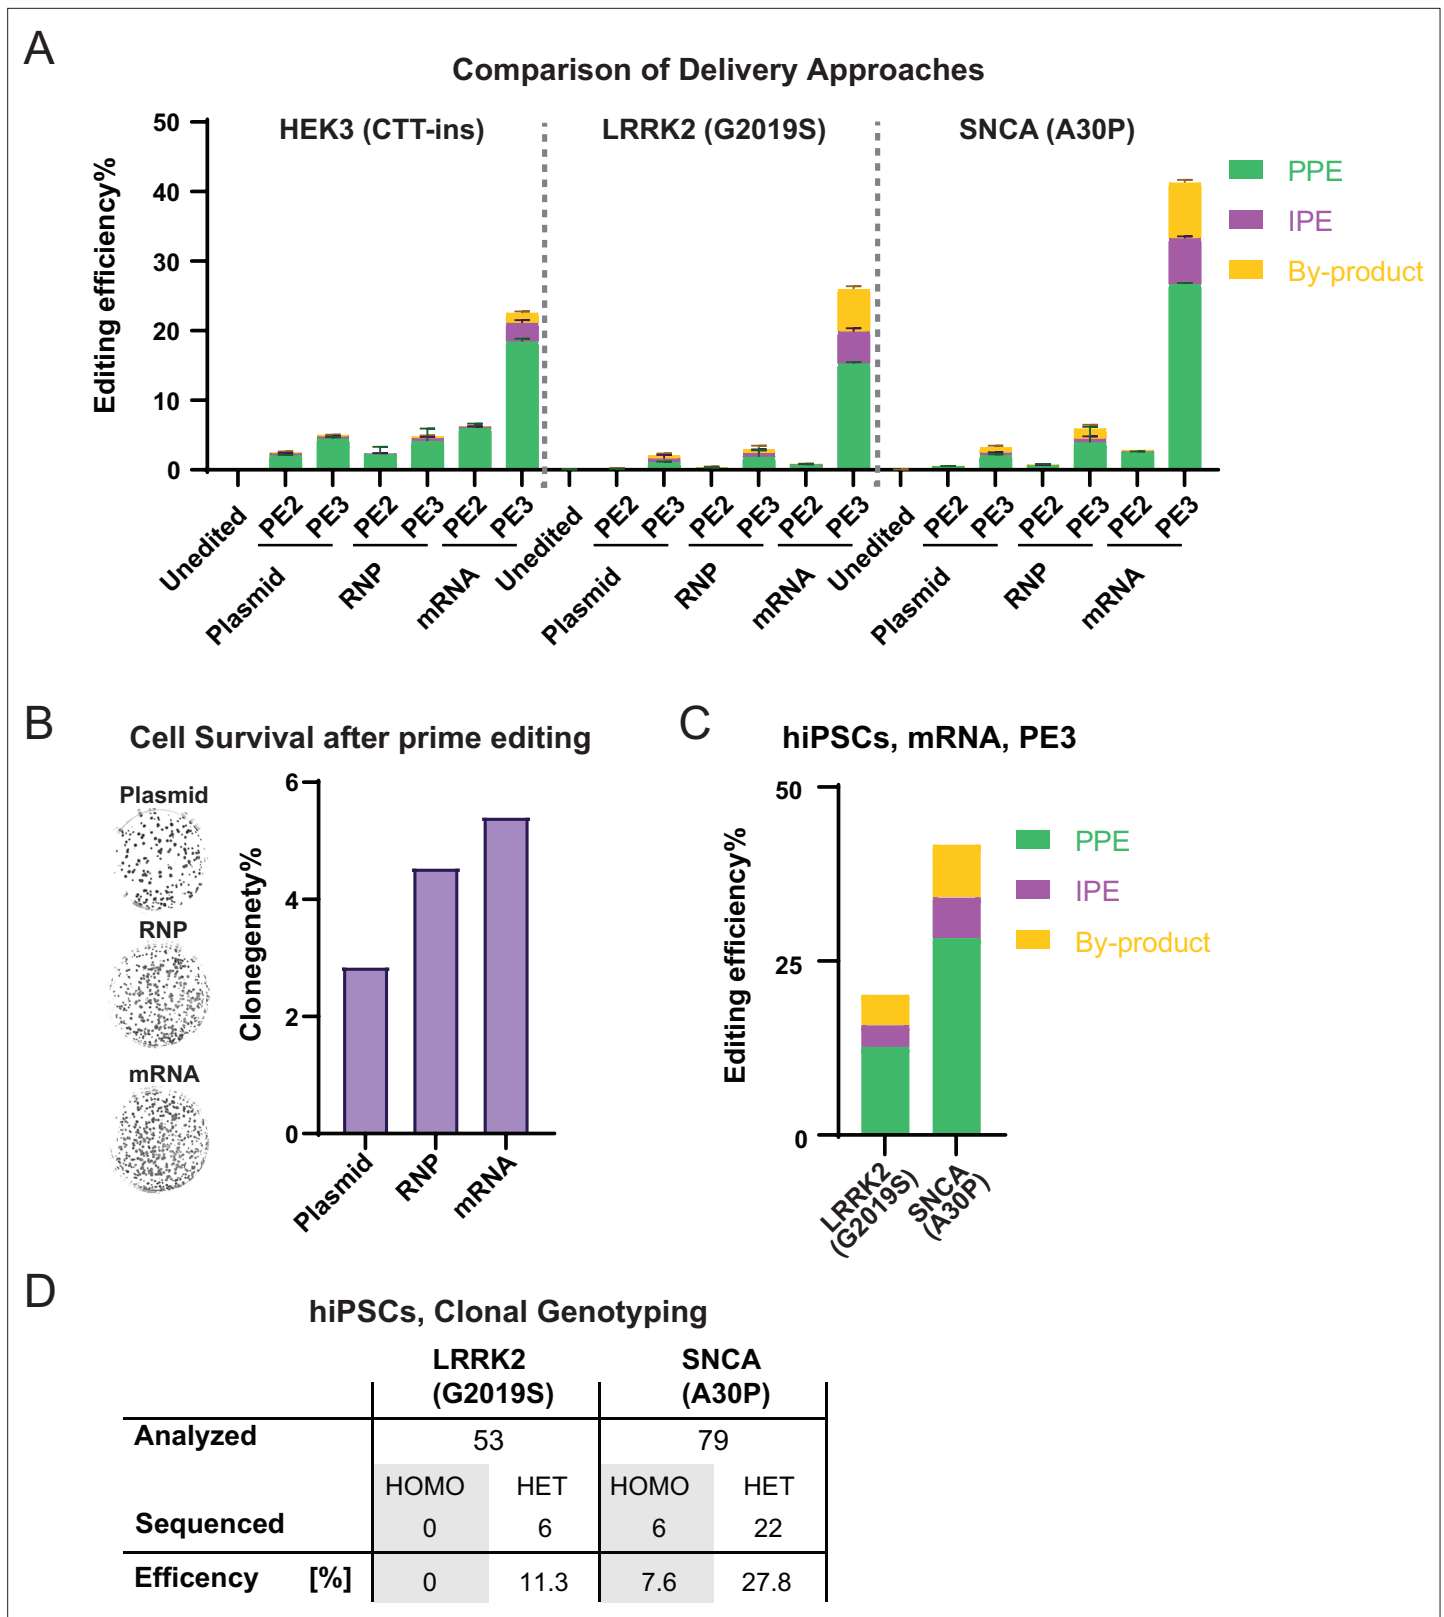 A
Comparison of Delivery Approaches
HEK3 (CTT-ins)
LRRK2 (G2019S)
SNCA (A30P)
Editing efficiency%
50
40
30
20
10
0
PPE
IPE
By-product
Unedited
PE2
PE3
PE2
PE3
PE2
PE3
Unedited
PE2
PE3
PE2
PE3
PE2
PE3
Unedited
PE2
PE3
PE2
PE3
PE2
PE3
Plasmid
RNP
mRNA
Plasmid
RNP
mRNA
Plasmid
RNP
mRNA
B
Cell Survival after prime editing
Plasmid
RNP
mRNA
Clonegenety%
6
4
2
0
Plasmid
RNP
mRNA
C
hiPSCs, mRNA, PE3
Editing efficiency%
50
25
0
PPE
IPE
By-product
LRRK2
(G2019S)
SNCA
(A30P)
D
hiPSCs, Clonal Genotyping
LRRK2 SNCA
(G2019S) (A30P)
Analyzed 53 79
HOMO HET HOMO HET
Sequenced 0 6 6 22
Efficency [%] 0 11.3 7.6 27.8